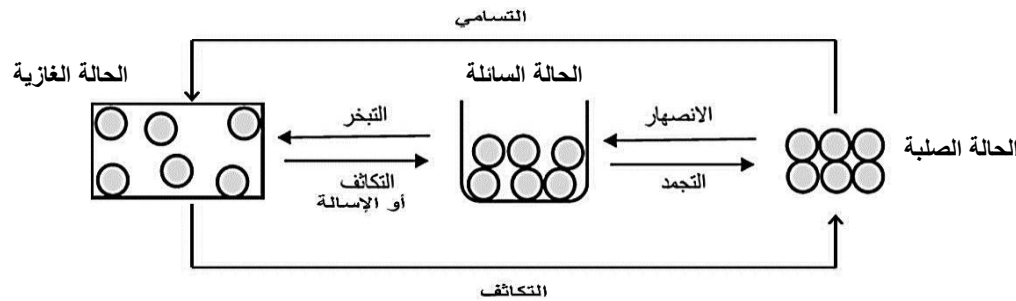 التسامي
الحالة الصلبة
الحالة السائلة
الحالة الغازية
الانصهار
التجمد
التبخر
التكاثف
أو الإسالة
التكاثف